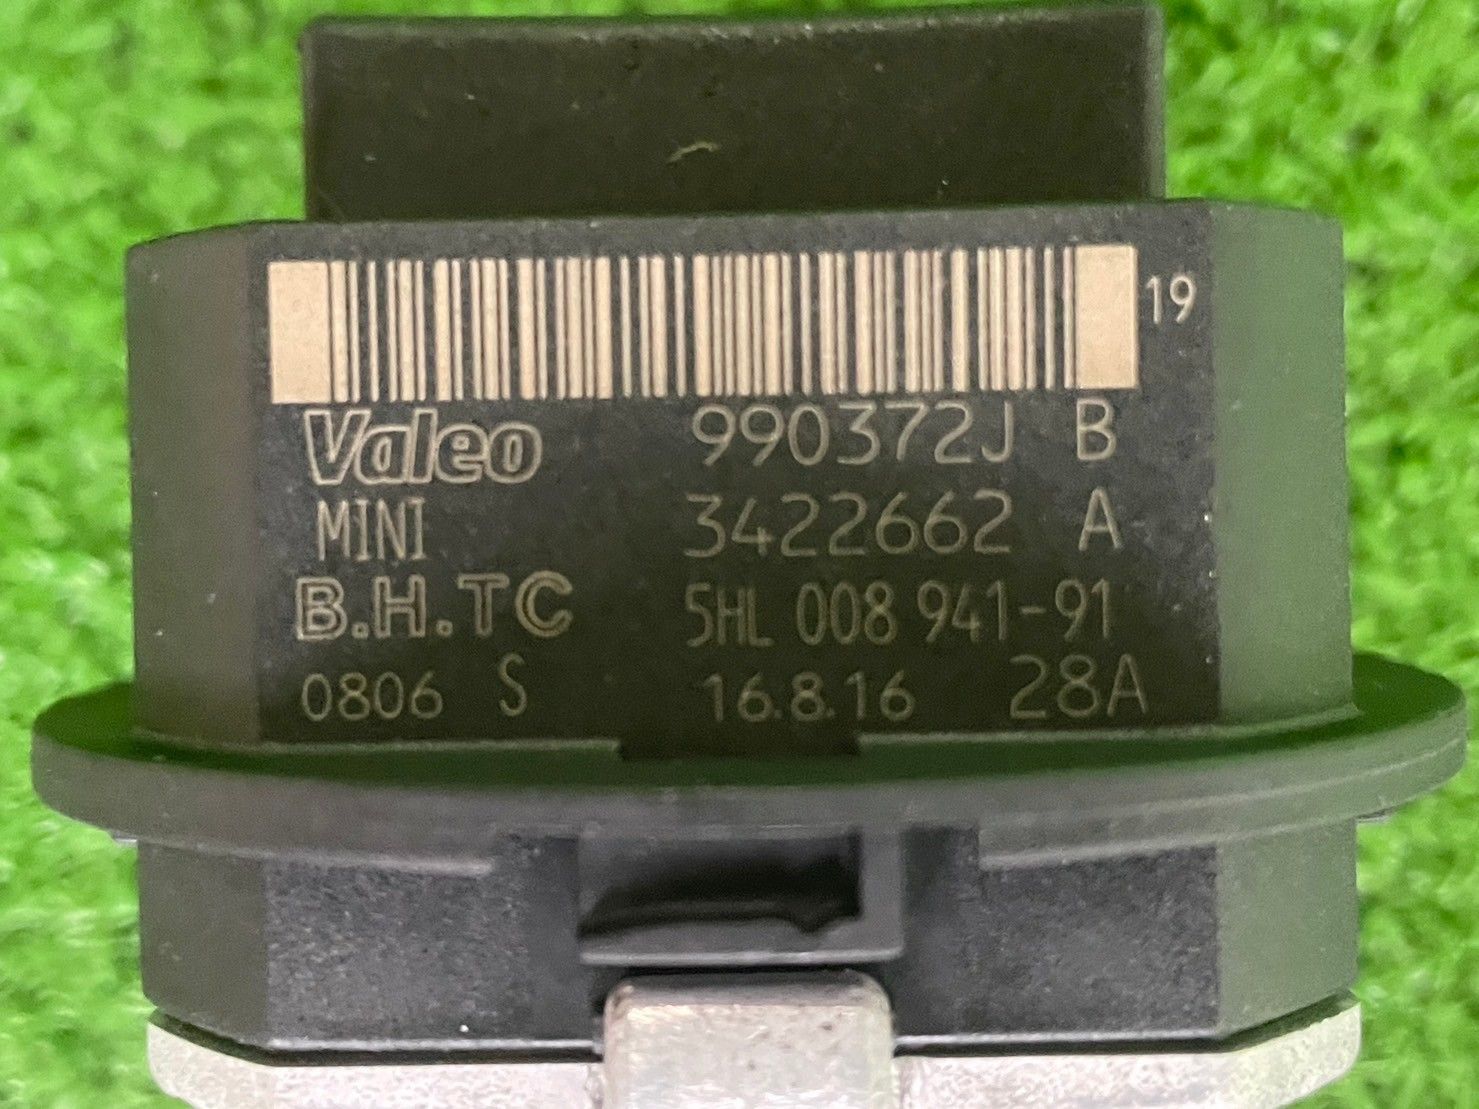 19
Valeo 990372J B
MINI 3422662 A
B.H.TC 5HL 008 941-91
0806 S 16.8.16 28A